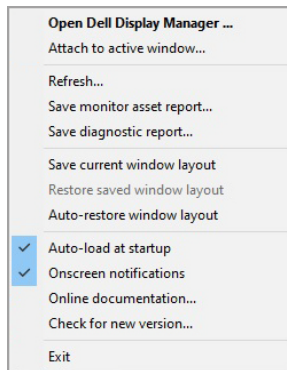 Open Dell Display Manager ...
Attach to active window...
Refresh...
Save monitor asset report...
Save diagnostic report...
Save current window layout
Restore saved window layout
Auto-restore window layout
Auto-load at startup
Onscreen notifications
Online documentation...
Check for new version...
Exit